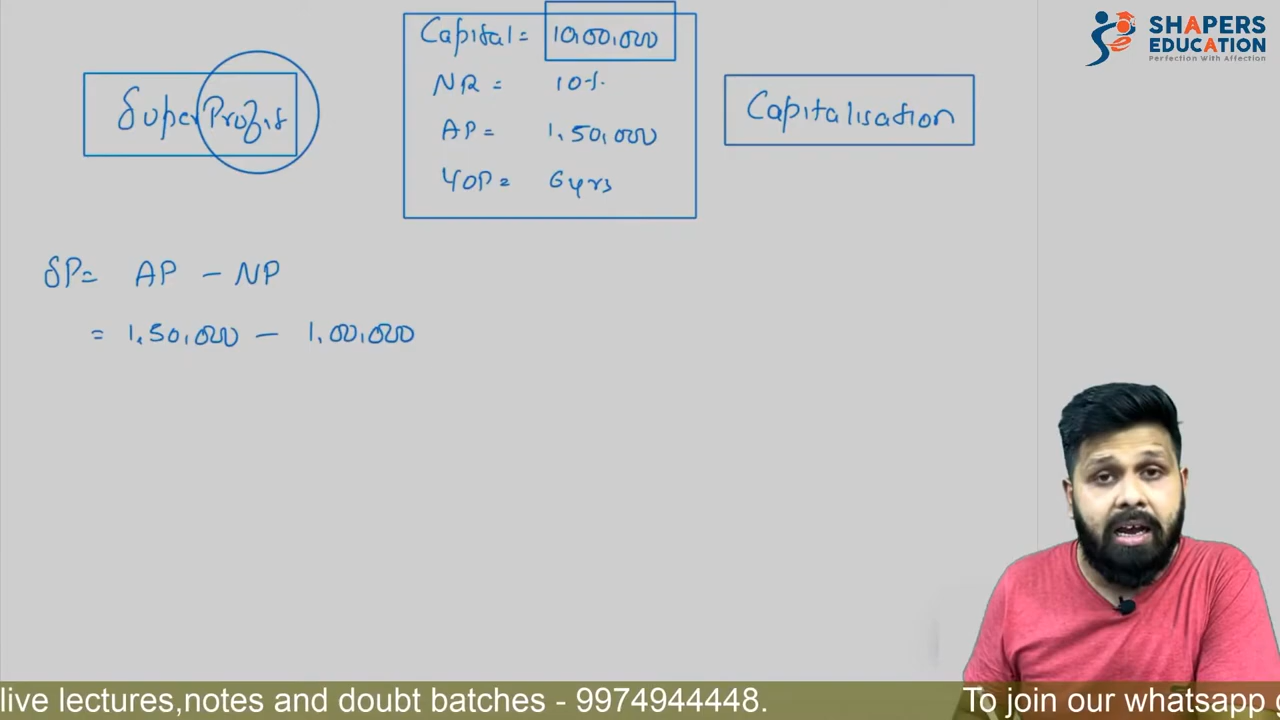 SHAPERS
EDUCATION
Perfection With Affection
Super Profit
Capital = 10,00,000
NR = 10%
AP = 1,50,000
YOP = 6 yrs
Capitalisation
SP = AP - NP
= 1,50,000 - 1,00,000
live lectures,notes and doubt batches - 9974944448.
To join our whatsapp g